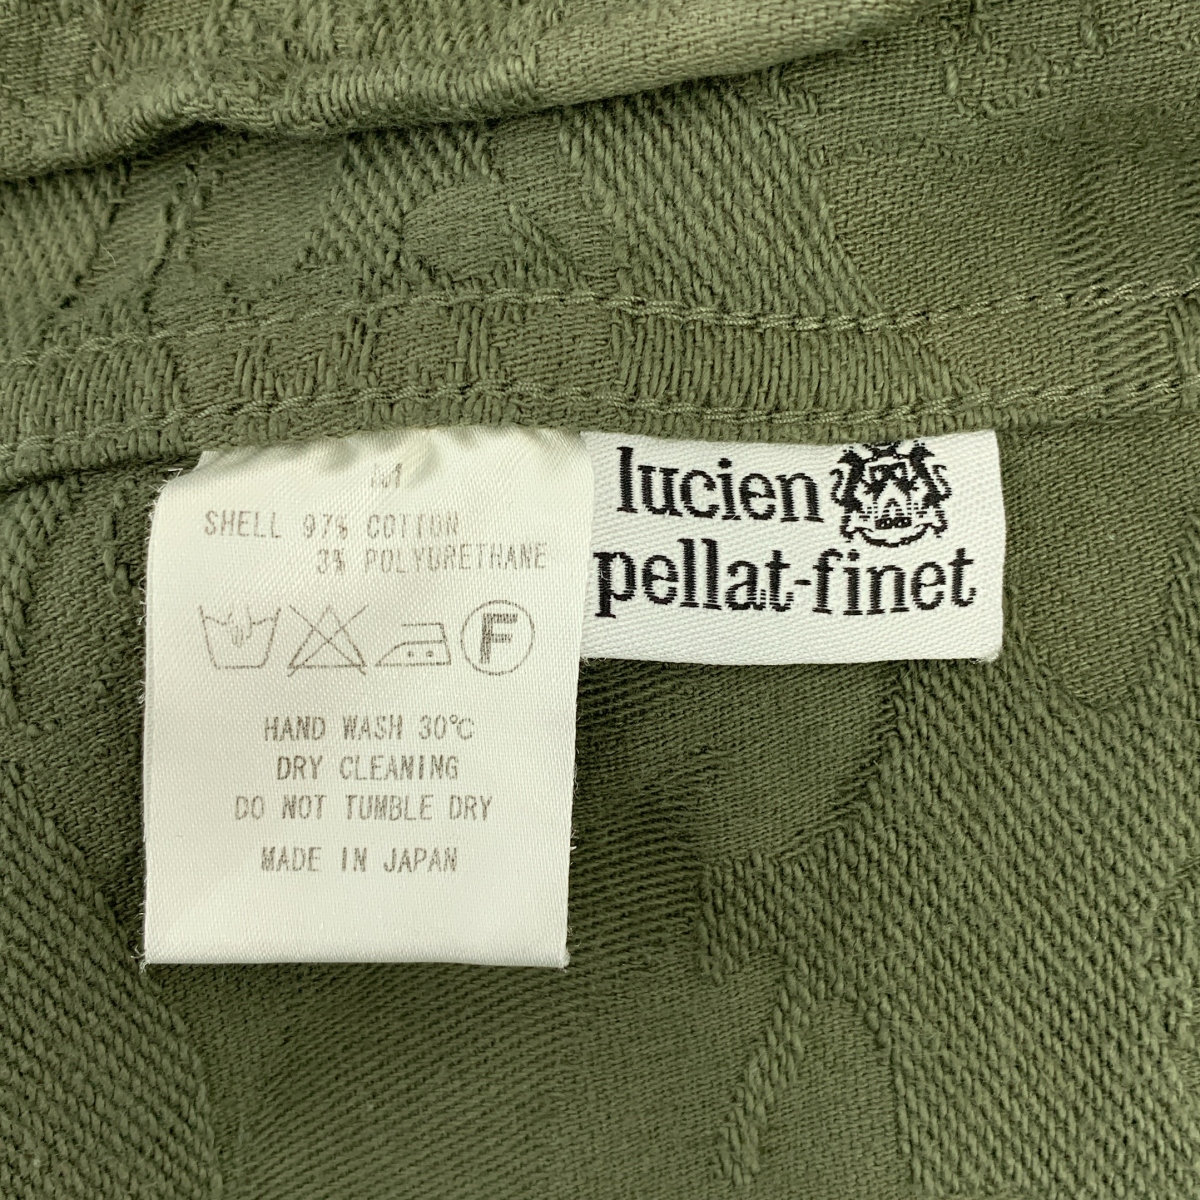 M
SHELL 97% COTTON
3% POLYURETHANE
F
HAND WASH 30℃
DRY CLEANING
DO NOT TUMBLE DRY
MADE IN JAPAN
lucien
pellat-finet